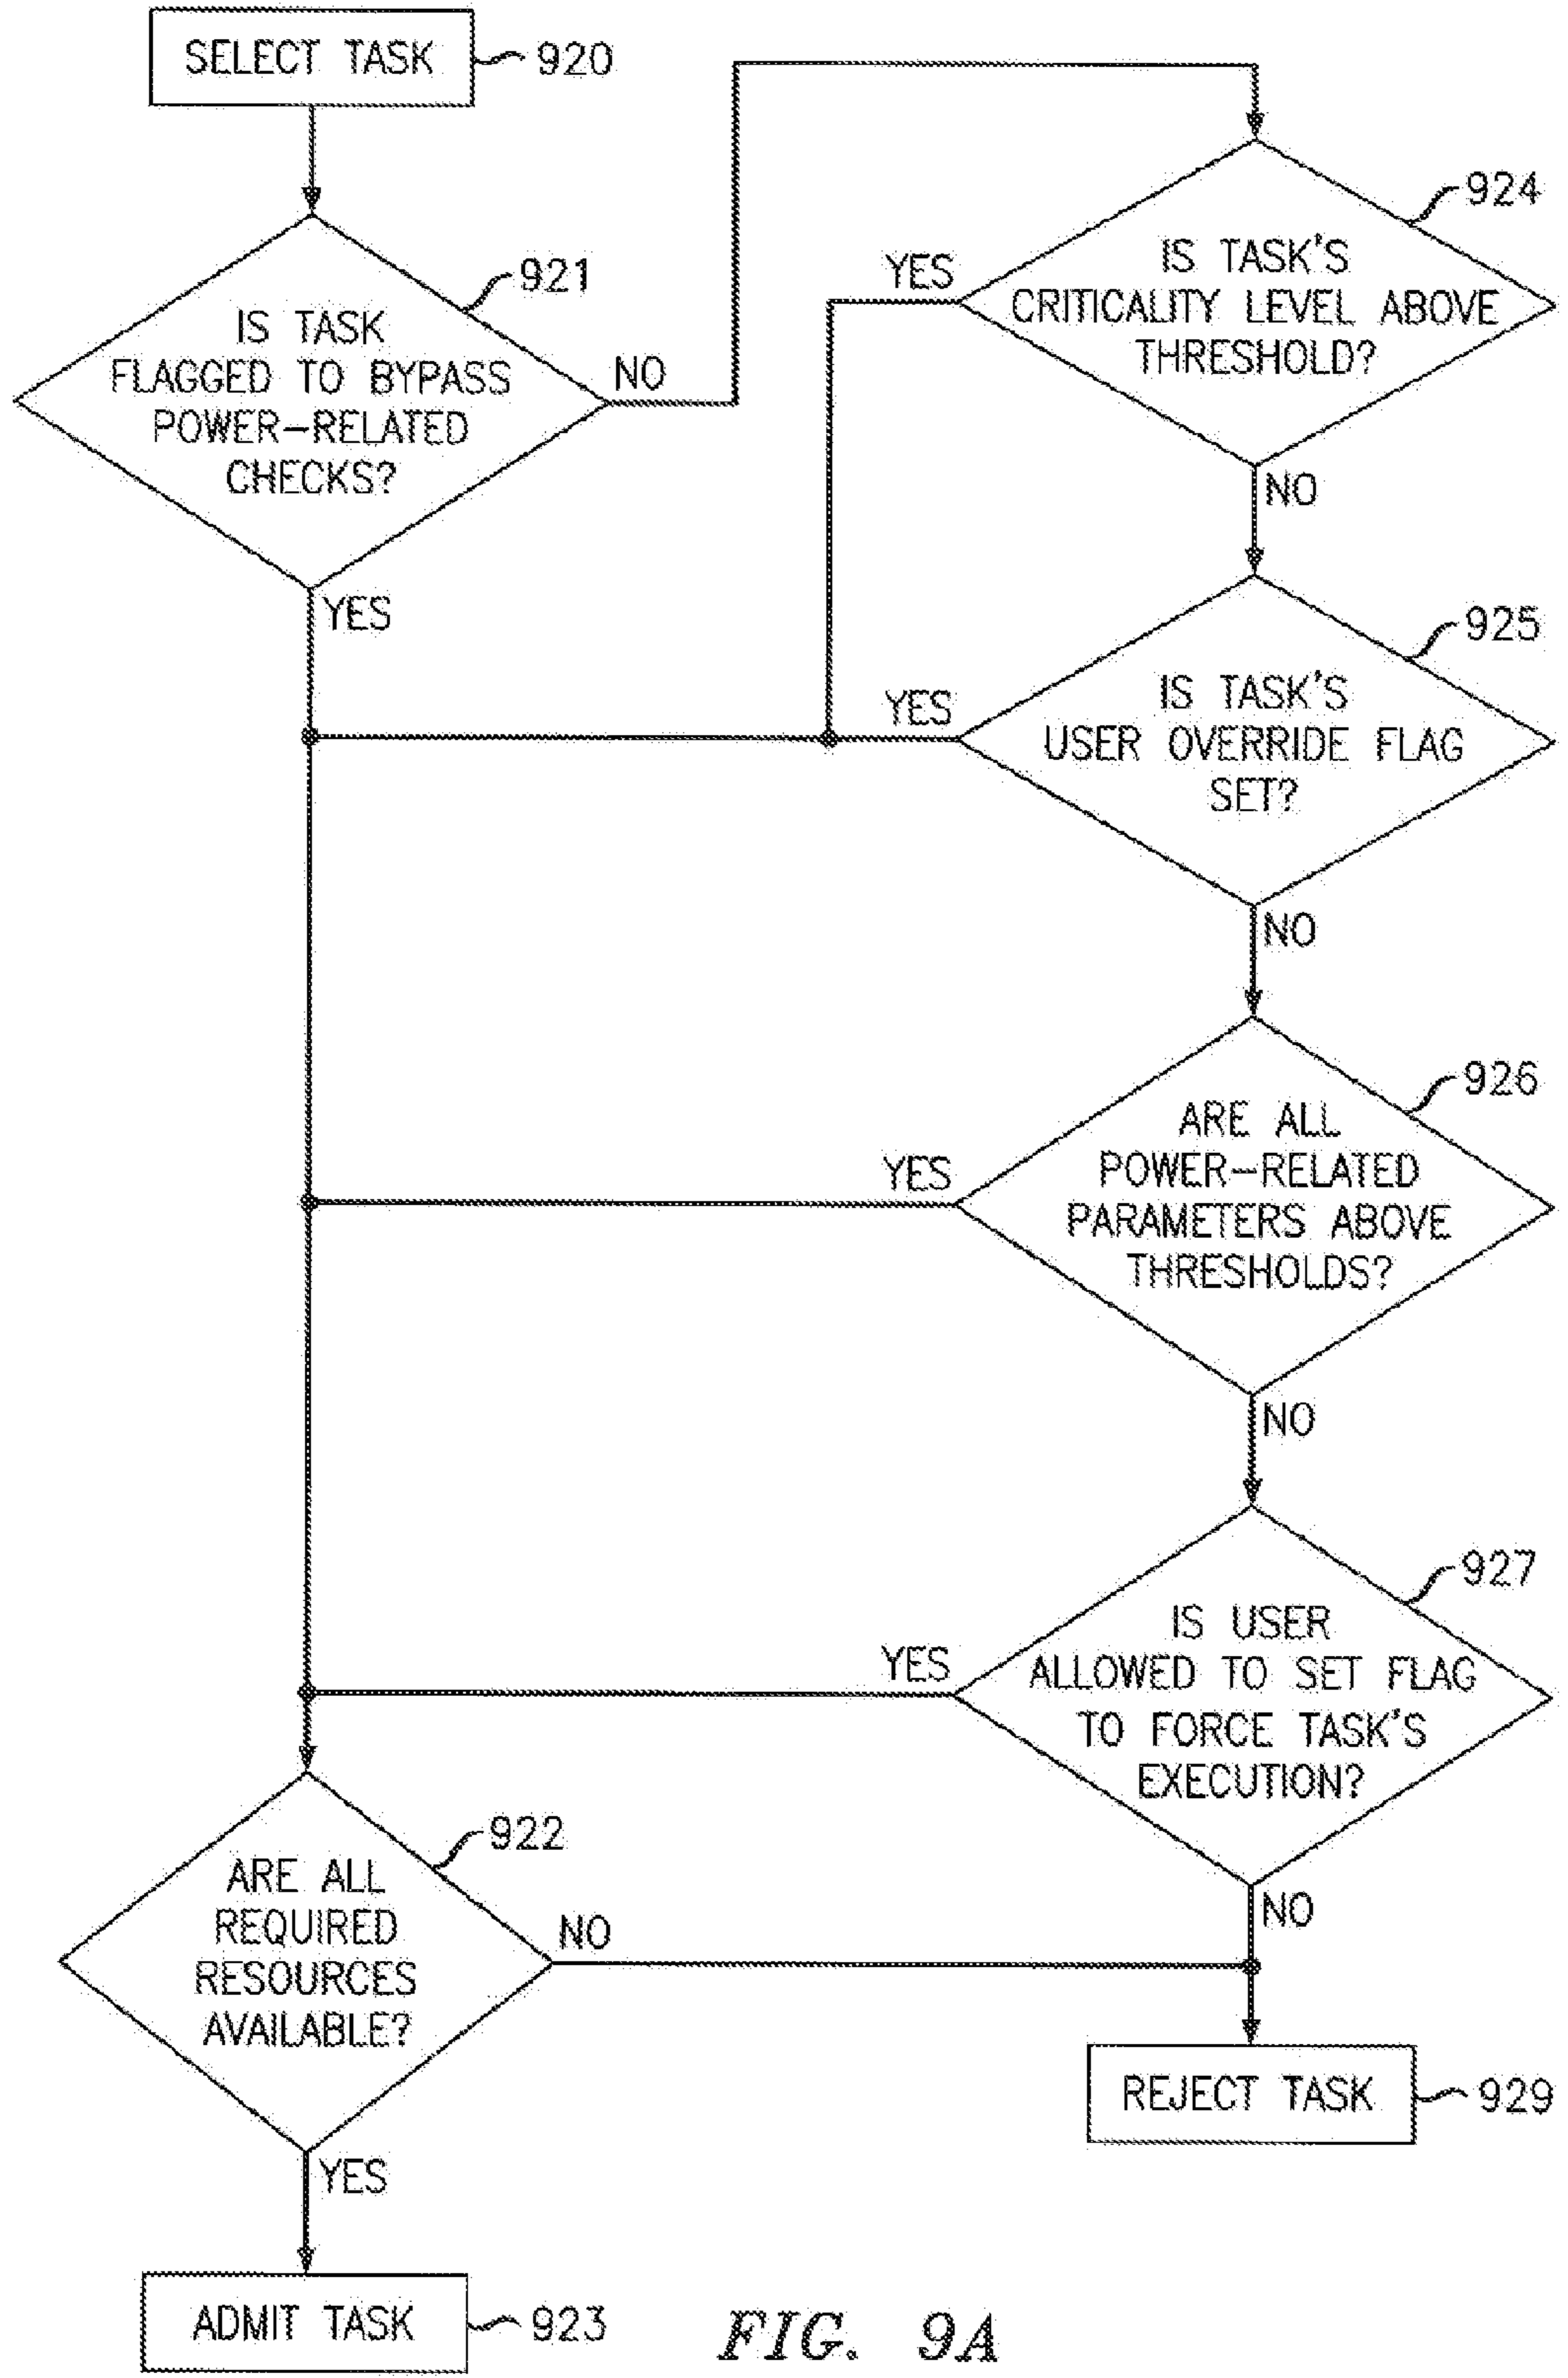 SELECT TASK
920
IS TASK
FLAGGED TO BYPASS
POWER-RELATED
CHECKS?
921
NO
YES
IS TASK'S
CRITICALITY LEVEL ABOVE
THRESHOLD?
924
YES
NO
IS TASK'S
USER OVERRIDE FLAG
SET?
925
YES
NO
ARE ALL
POWER-RELATED
PARAMETERS ABOVE
THRESHOLDS?
926
YES
NO
IS USER
ALLOWED TO SET FLAG
TO FORCE TASK'S
EXECUTION?
927
YES
NO
ARE ALL
REQUIRED
RESOURCES
AVAILABLE?
922
NO
YES
REJECT TASK
929
ADMIT TASK
923
FIG. 9A